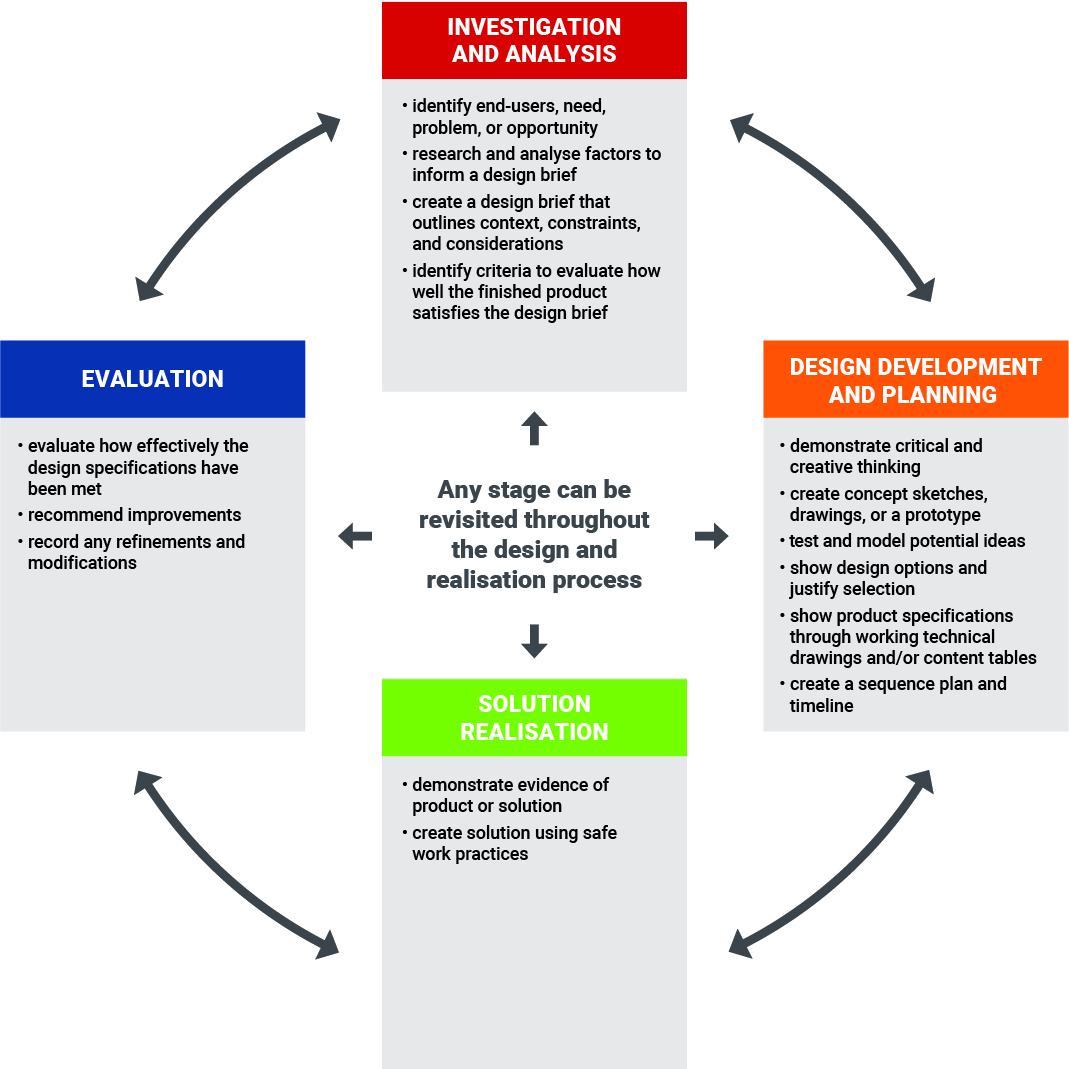 INVESTIGATION
AND ANALYSIS
• identify end-users, need,
problem, or opportunity
• research and analyse factors to
inform a design brief
• create a design brief that
outlines context, constraints,
and considerations
• identify criteria to evaluate how
well the finished product
satisfies the design brief
EVALUATION
• evaluate how effectively the
design specifications have
been met
• recommend improvements
• record any refinements and
modifications
Any stage can be
revisited throughout
the design and
realisation process
DESIGN DEVELOPMENT
AND PLANNING
• demonstrate critical and
creative thinking
• create concept sketches,
drawings, or a prototype
• test and model potential ideas
• show design options and
justify selection
• show product specifications
through working technical
drawings and/or content tables
• create a sequence plan and
timeline
SOLUTION
REALISATION
• demonstrate evidence of
product or solution
• create solution using safe
work practices